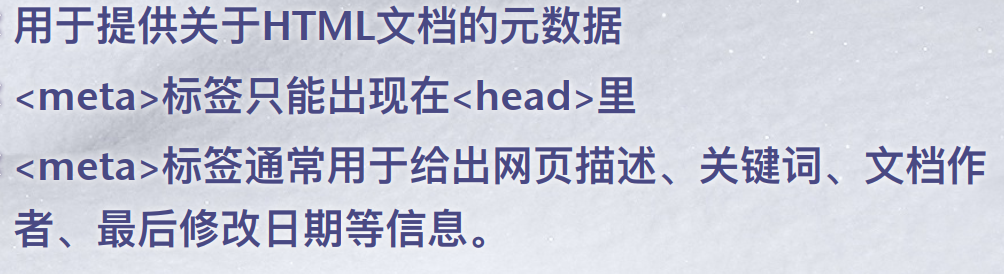 用于提供关于HTML文档的元数据
<meta>标签只能出现在<head>里
<meta>标签通常用于给出网页描述、关键词、文档作
者、最后修改日期等信息。